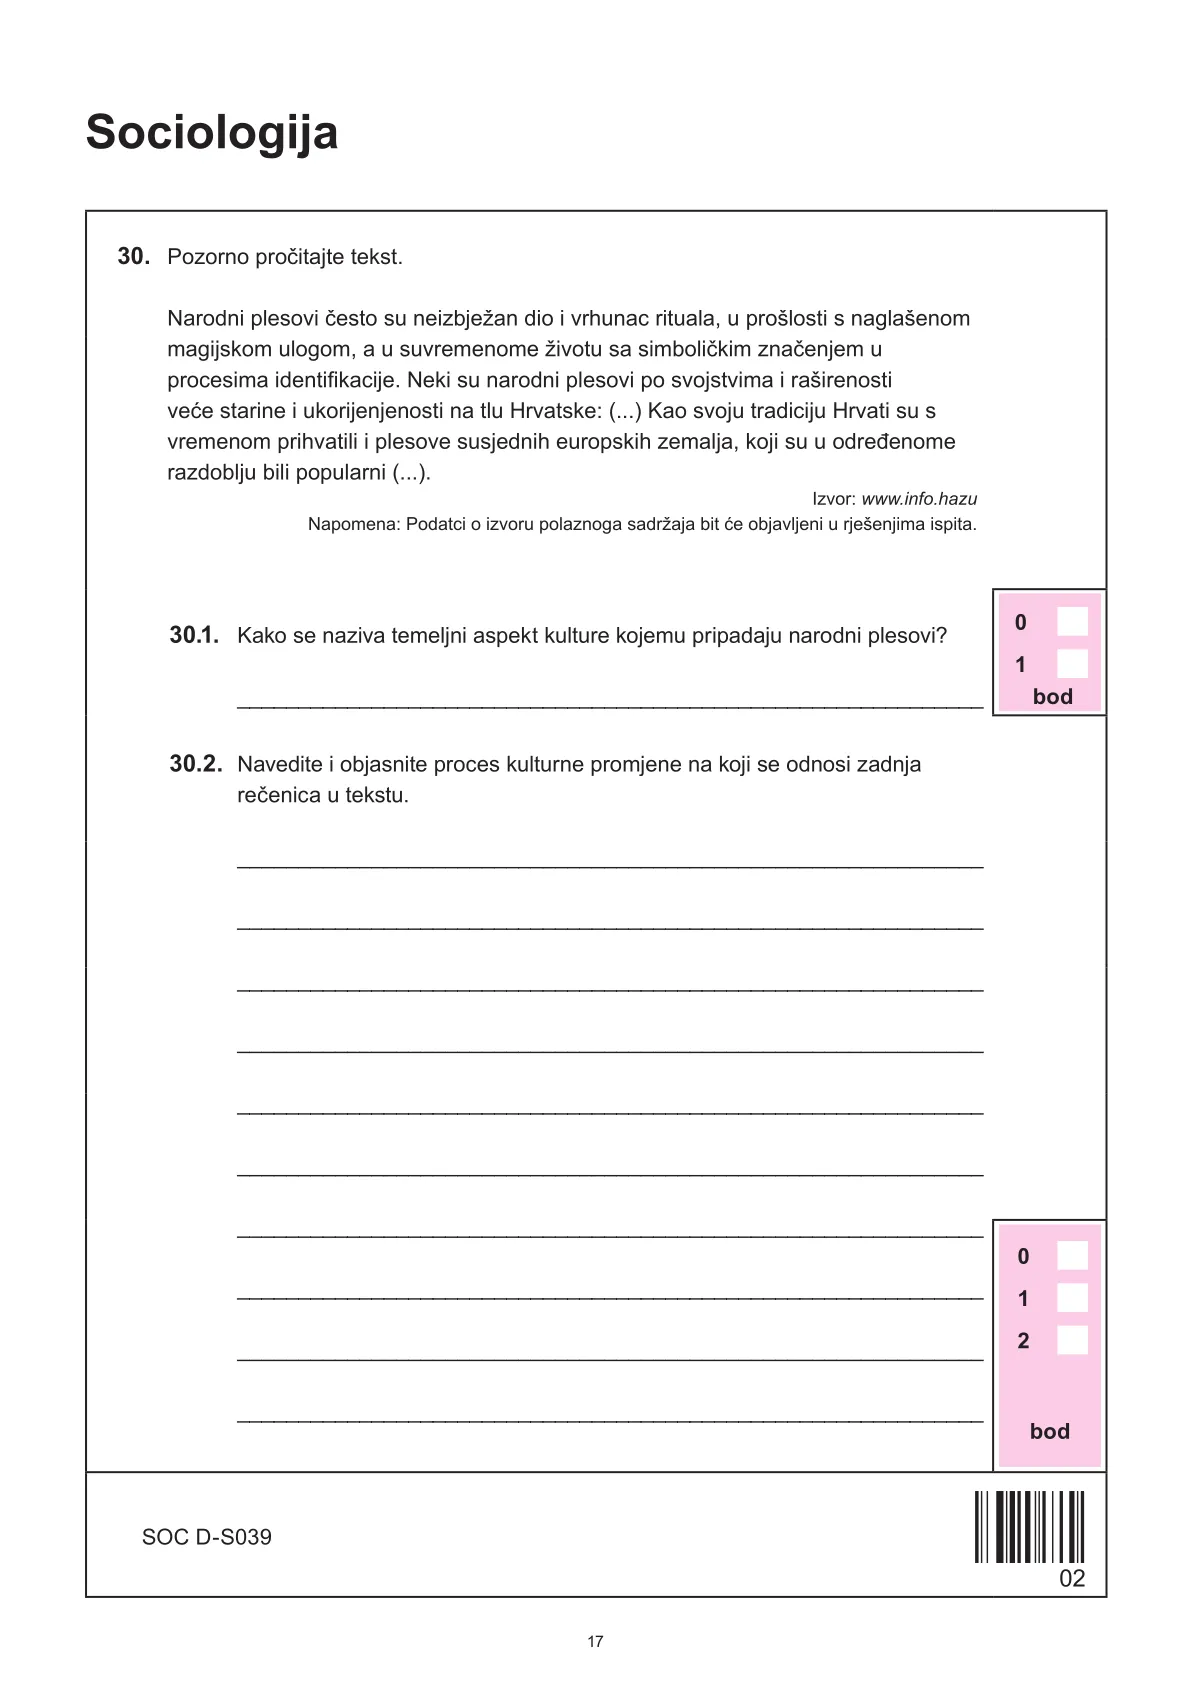 Sociologija
30. Pozorno pročitajte tekst.
Narodni plesovi često su neizbježan dio i vrhunac rituala, u prošlosti s naglašenom
magijskom ulogom, a u suvremenome životu sa simboličkim značenjem u
procesima identifikacije. Neki su narodni plesovi po svojstvima i raširenosti
veće starine i ukorijenjenosti na tlu Hrvatske: (...) Kao svoju tradiciju Hrvati su s
vremenom prihvatili i plesove susjednih europskih zemalja, koji su u određenome
razdoblju bili popularni (...).
Izvor: www.info.hazu
Napomena: Podatci o izvoru polaznoga sadržaja bit će objavljeni u rješenjima ispita.
30.1. Kako se naziva temeljni aspekt kulture kojemu pripadaju narodni plesovi?
0
1
bod
30.2. Navedite i objasnite proces kulturne promjene na koji se odnosi zadnja
rečenica u tekstu.
0
1
2
bod
SOC D-S039
02
17